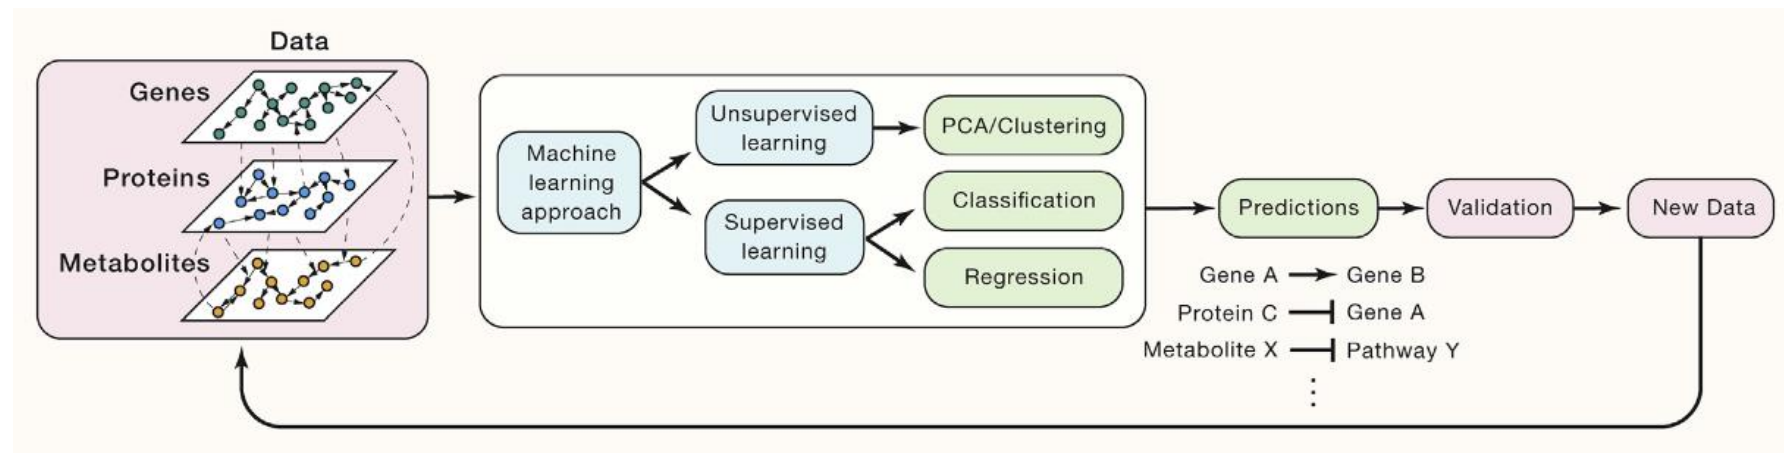 Data
Genes
Proteins
Metabolites
Machine
learning
approach
Unsupervised
learning
Supervised
learning
PCA/Clustering
Classification
Regression
Predictions
Validation
New Data
Gene A Gene B
Protein C Gene A
Metabolite X Pathway Y